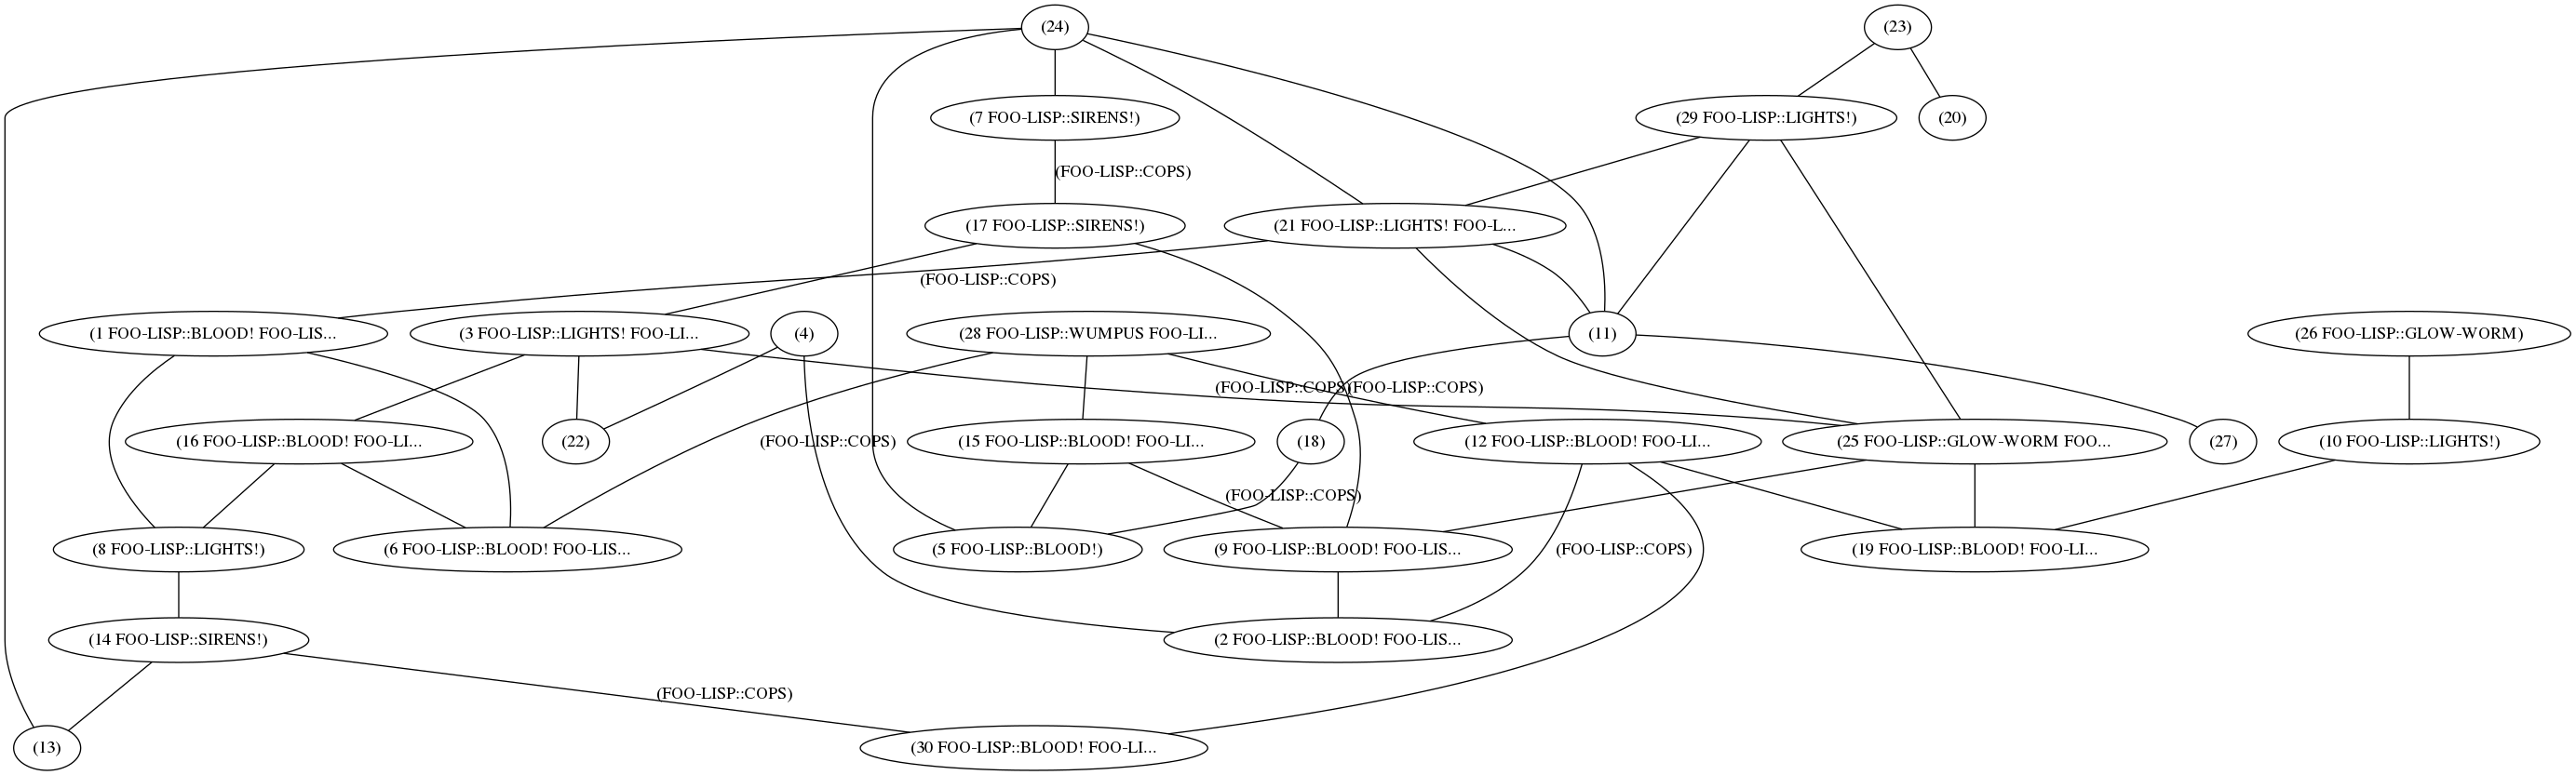 (24)
(23)
(7 FOO-LISP::SIRENS!)
(29 FOO-LISP::LIGHTS!)
(20)
(FOO-LISP::COPS)
(17 FOO-LISP::SIRENS!)
(21 FOO-LISP::LIGHTS! FOO-L...
(FOO-LISP::COPS)
(1 FOO-LISP::BLOOD! FOO-LIS...
(3 FOO-LISP::LIGHTS! FOO-LI...
(4)
(28 FOO-LISP::WUMPUS FOO-LI...
(11)
(26 FOO-LISP::GLOW-WORM)
(FOO-LISP::COPS)
(FOO-LISP::COPS)
(16 FOO-LISP::BLOOD! FOO-LI...
(22)
(FOO-LISP::COPS)
(15 FOO-LISP::BLOOD! FOO-LI...
(18)
(12 FOO-LISP::BLOOD! FOO-LI...
(25 FOO-LISP::GLOW-WORM FOO...
(27)
(10 FOO-LISP::LIGHTS!)
(FOO-LISP::COPS)
(8 FOO-LISP::LIGHTS!)
(6 FOO-LISP::BLOOD! FOO-LIS...
(5 FOO-LISP::BLOOD!)
(9 FOO-LISP::BLOOD! FOO-LIS...
(FOO-LISP::COPS)
(19 FOO-LISP::BLOOD! FOO-LI...
(14 FOO-LISP::SIRENS!)
(2 FOO-LISP::BLOOD! FOO-LIS...
(FOO-LISP::COPS)
(13)
(30 FOO-LISP::BLOOD! FOO-LI...